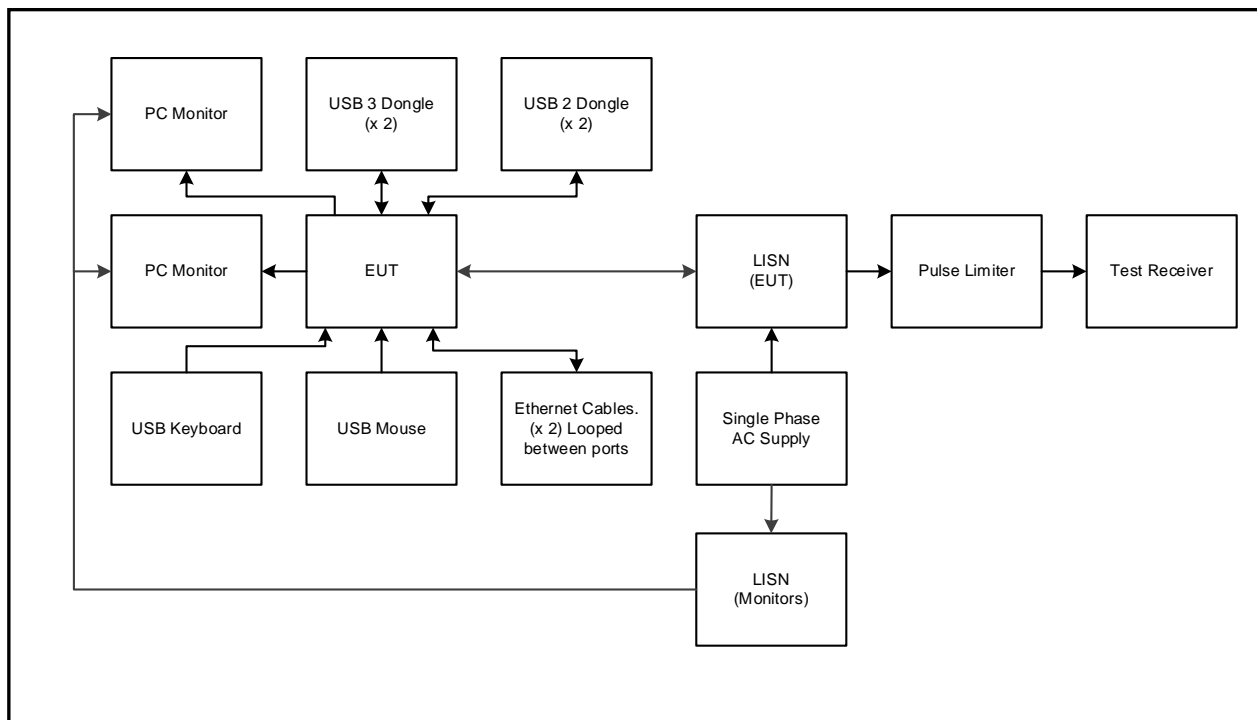 PC Monitor
USB 3 Dongle
(x 2)
USB 2 Dongle
(x 2)
PC Monitor
EUT
LISN
(EUT)
Pulse Limiter
Test Receiver
USB Keyboard
USB Mouse
Ethernet Cables.
(x 2) Looped
between ports
Single Phase
AC Supply
LISN
(Monitors)